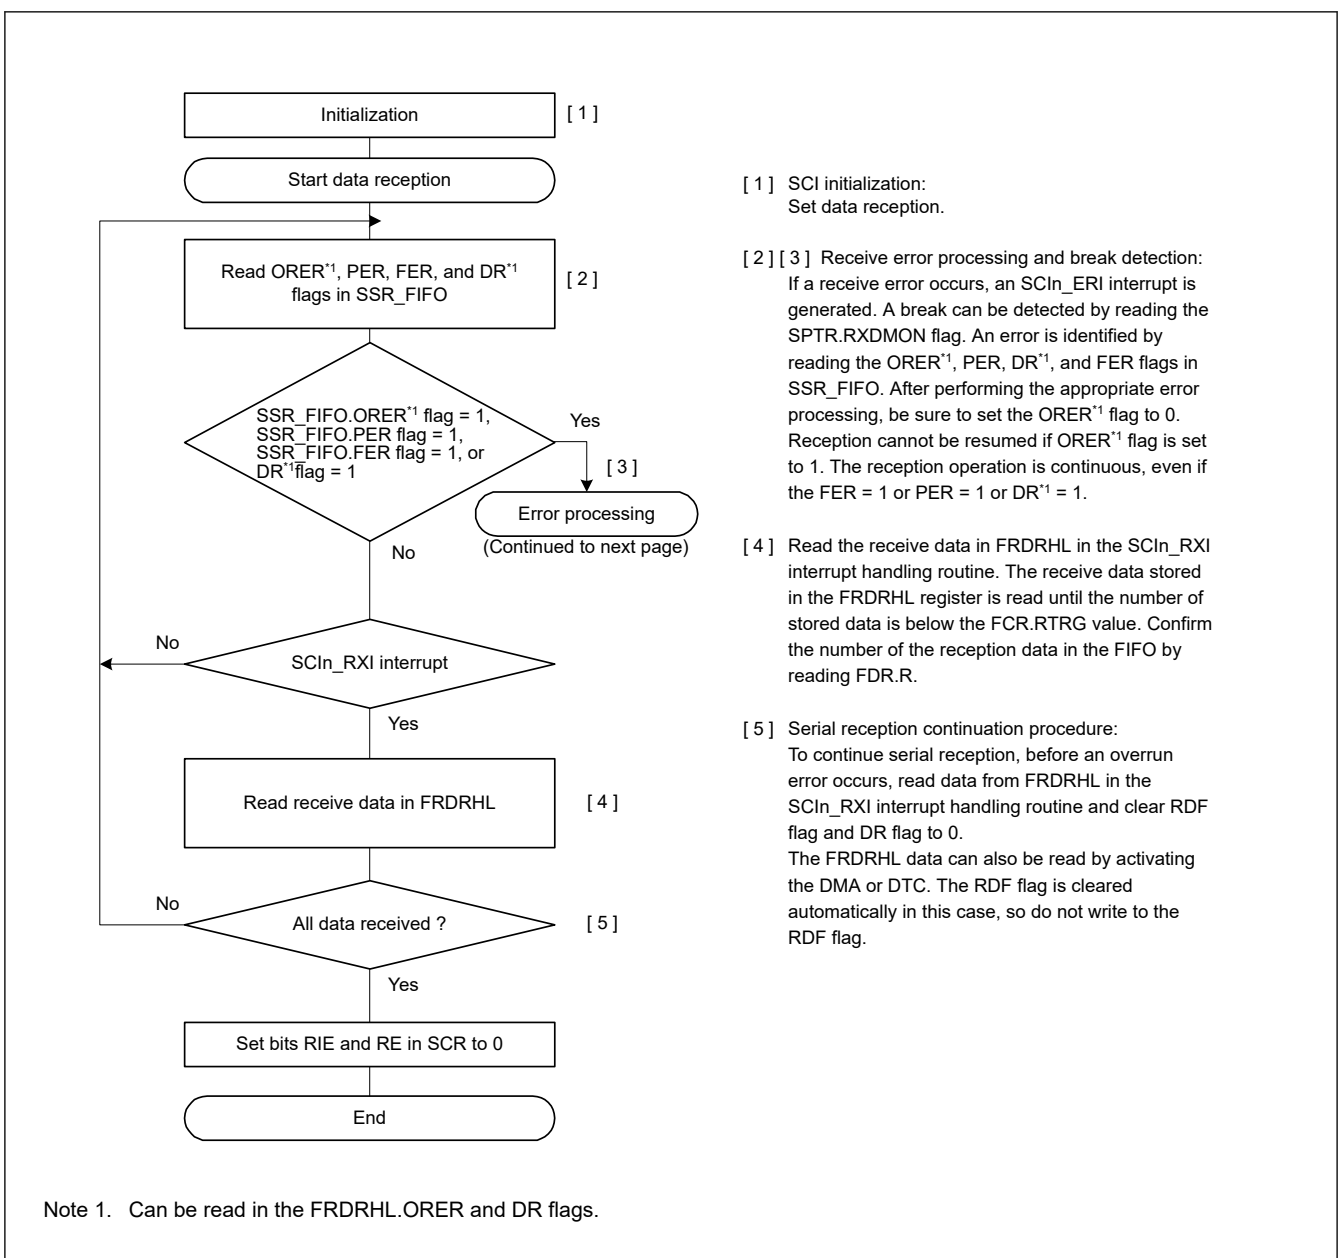 Initialization
[ 1 ]
Start data reception
Read ORER*1, PER, FER, and DR*1
flags in SSR_FIFO
[ 2 ]
SSR_FIFO.ORER*1 flag = 1,
SSR_FIFO.PER flag = 1,
SSR_FIFO.FER flag = 1, or
DR*1flag = 1
Yes
[ 3 ]
Error processing
(Continued to next page)
No
SCIn_RXI interrupt
No
Yes
Read receive data in FRDRHL
[ 4 ]
No
All data received ?
[ 5 ]
Yes
Set bits RIE and RE in SCR to 0
End
[ 1 ] SCI initialization:
Set data reception.
[ 2 ] [ 3 ] Receive error processing and break detection:
If a receive error occurs, an SCIn_ERI interrupt is
generated. A break can be detected by reading the
SPTR.RXDMON flag. An error is identified by
reading the ORER*1, PER, DR*1, and FER flags in
SSR_FIFO. After performing the appropriate error
processing, be sure to set the ORER*1 flag to 0.
Reception cannot be resumed if ORER*1 flag is set
to 1. The reception operation is continuous, even if
the FER = 1 or PER = 1 or DR*1 = 1.
[ 4 ] Read the receive data in FRDRHL in the SCIn_RXI
interrupt handling routine. The receive data stored
in the FRDRHL register is read until the number of
stored data is below the FCR.RTRG value. Confirm
the number of the reception data in the FIFO by
reading FDR.R.
[ 5 ] Serial reception continuation procedure:
To continue serial reception, before an overrun
error occurs, read data from FRDRHL in the
SCIn_RXI interrupt handling routine and clear RDF
flag and DR flag to 0.
The FRDRHL data can also be read by activating
the DMA or DTC. The RDF flag is cleared
automatically in this case, so do not write to the
RDF flag.
Note 1. Can be read in the FRDRHL.ORER and DR flags.